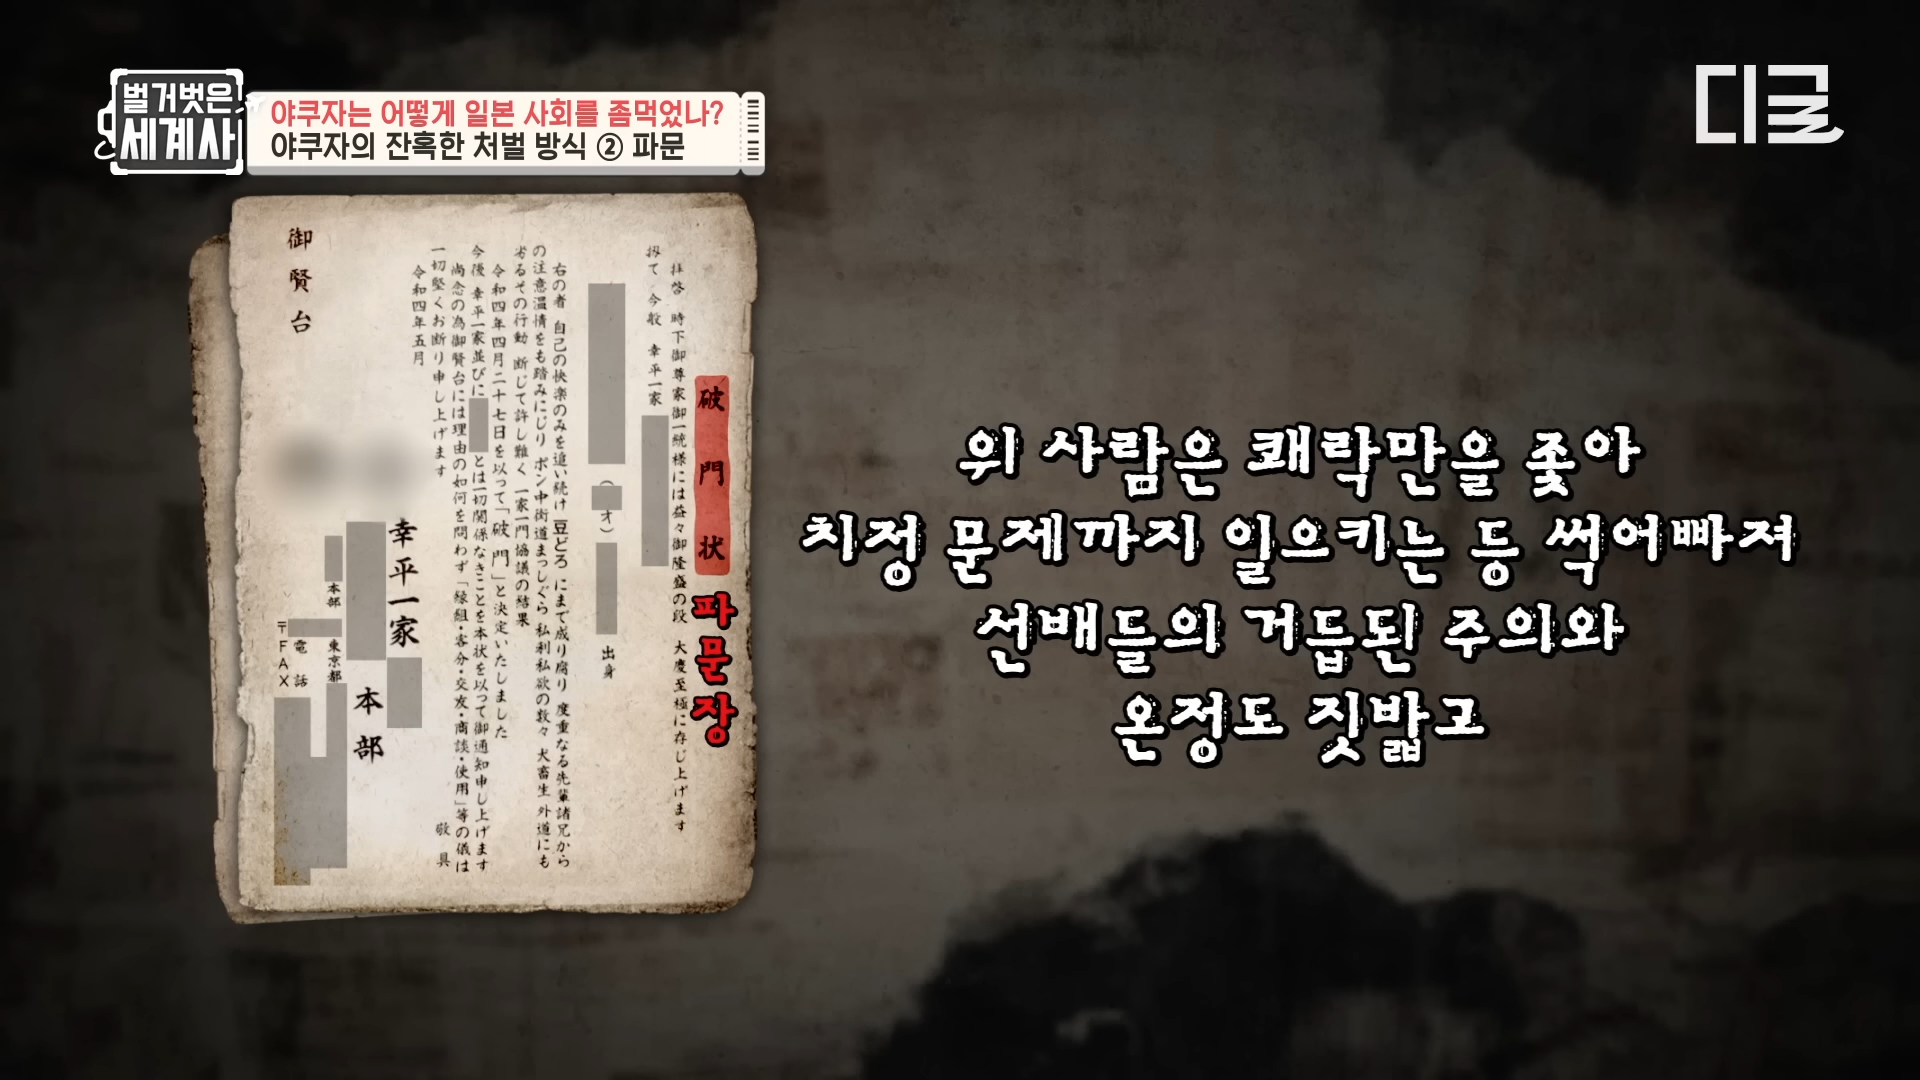 벌거벗은
세계사
야쿠자는 어떻게 일본 사회를 좀먹었나?
야쿠자의 잔혹한 처벌 방식 ② 파문
디글
破門状
파문장
拝啓 時下御尊家御一統様には益々御隆盛の段 大慶至極に存じ上げます
扨て 今般 幸平一家
(才)
出身
右の者 自己の快楽のみを追い続け 豆どろ にまで成り腐り 度重なる先輩諸兄から
の注意温情をも踏みにじり ポン中街道まっしぐら 私利私欲の数々 犬畜生 外道にも
劣るその行動 断じて許し難く 一家一門協議の結果
令和四年四月二十七日を以って「破門」と決定いたしました
今後 幸平一家並びに とは一切関係なきことを本状を以って御通知申し上げます
尚念の為御賢台には理由の如何を問わず「縁組・客分・交友・商談・使用」等の儀は
一切堅くお断り申し上げます
敬具
令和四年五月
幸平一家
本部
本部
東京都
電話
〒
FAX
御賢台
위 사람은 쾌락만을 좇아
치정 문제까지 일으키는 등 썩어빠져
선배들의 거듭된 주의와
온정도 짓밟고